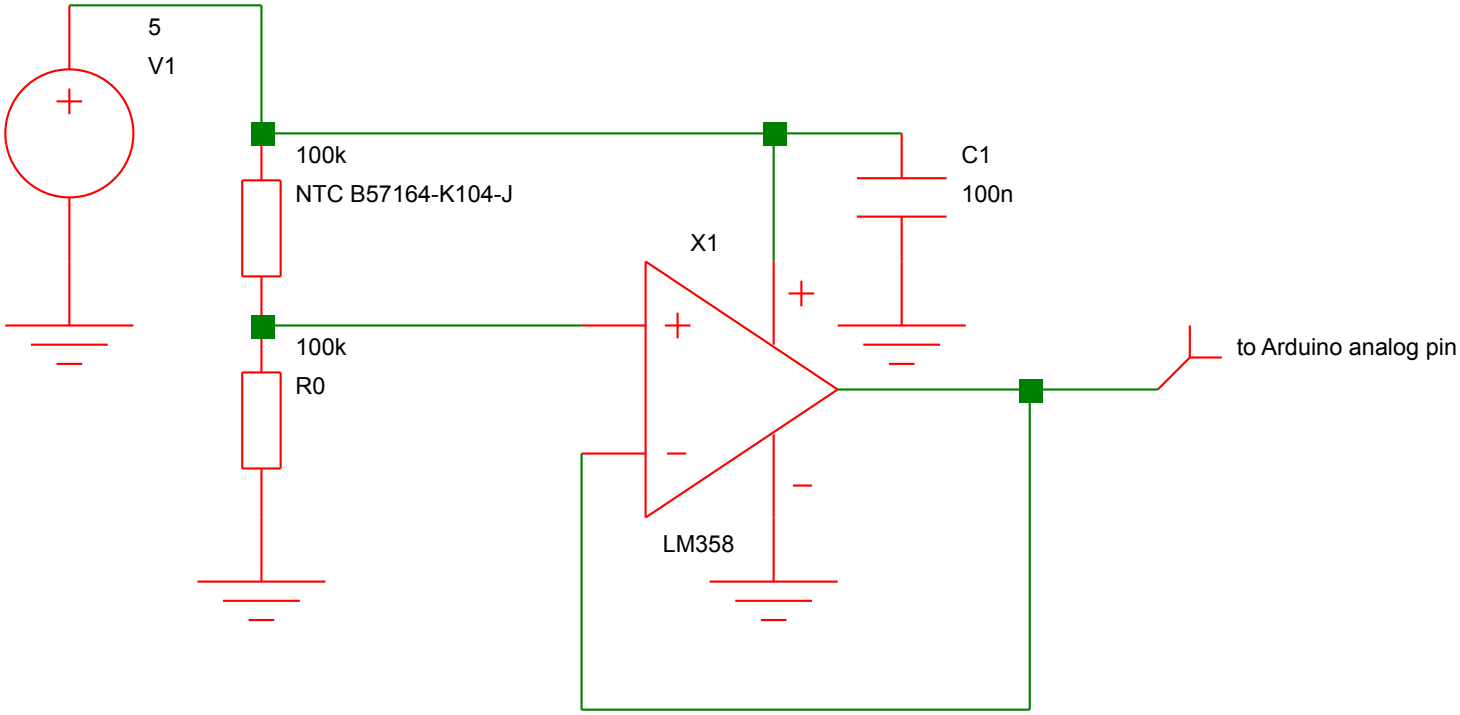 5
V1
100k
NTC B57164-K104-J
C1
100n
X1
+
+
+
100k
R0
to Arduino analog pin
−
−
LM358